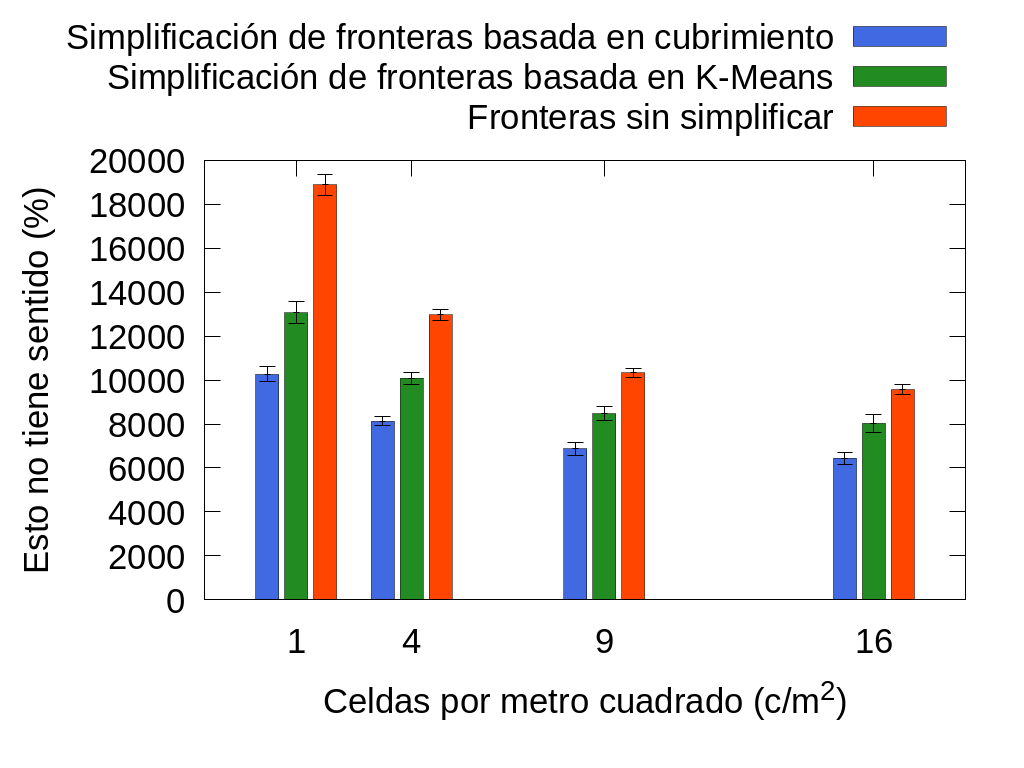 Simplificación de fronteras basada en cubrimiento
Simplificación de fronteras basada en K-Means
Fronteras sin simplificar
20000
18000
16000
14000
12000
10000
8000
6000
4000
2000
0
Esto no tiene sentido (%)
1 4 9 16
Celdas por metro cuadrado (c/m²)